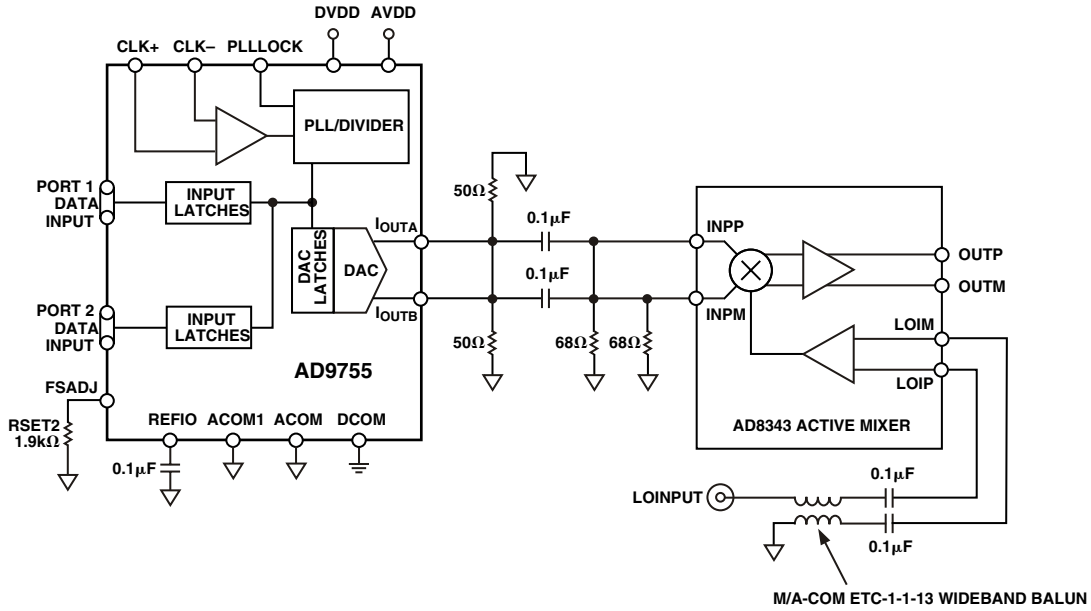 DVDD AVDD
CLK+ CLK– PLLLOCK
PLL/DIVIDER
PORT 1
DATA
INPUT
INPUT
LATCHES
DAC
LATCHES
DAC
IOUTA
IOUTB
PORT 2
DATA
INPUT
INPUT
LATCHES
AD9755
FSADJ
RSET2
1.9kΩ
REFIO ACOM1 ACOM DCOM
0.1μF
50Ω
0.1μF
0.1μF
50Ω
68Ω
68Ω
INPP
INPM
OUTP
OUTM
LOIM
LOIP
AD8343 ACTIVE MIXER
LOINPUT
0.1μF
0.1μF
M/A-COM ETC-1-1-13 WIDEBAND BALUN